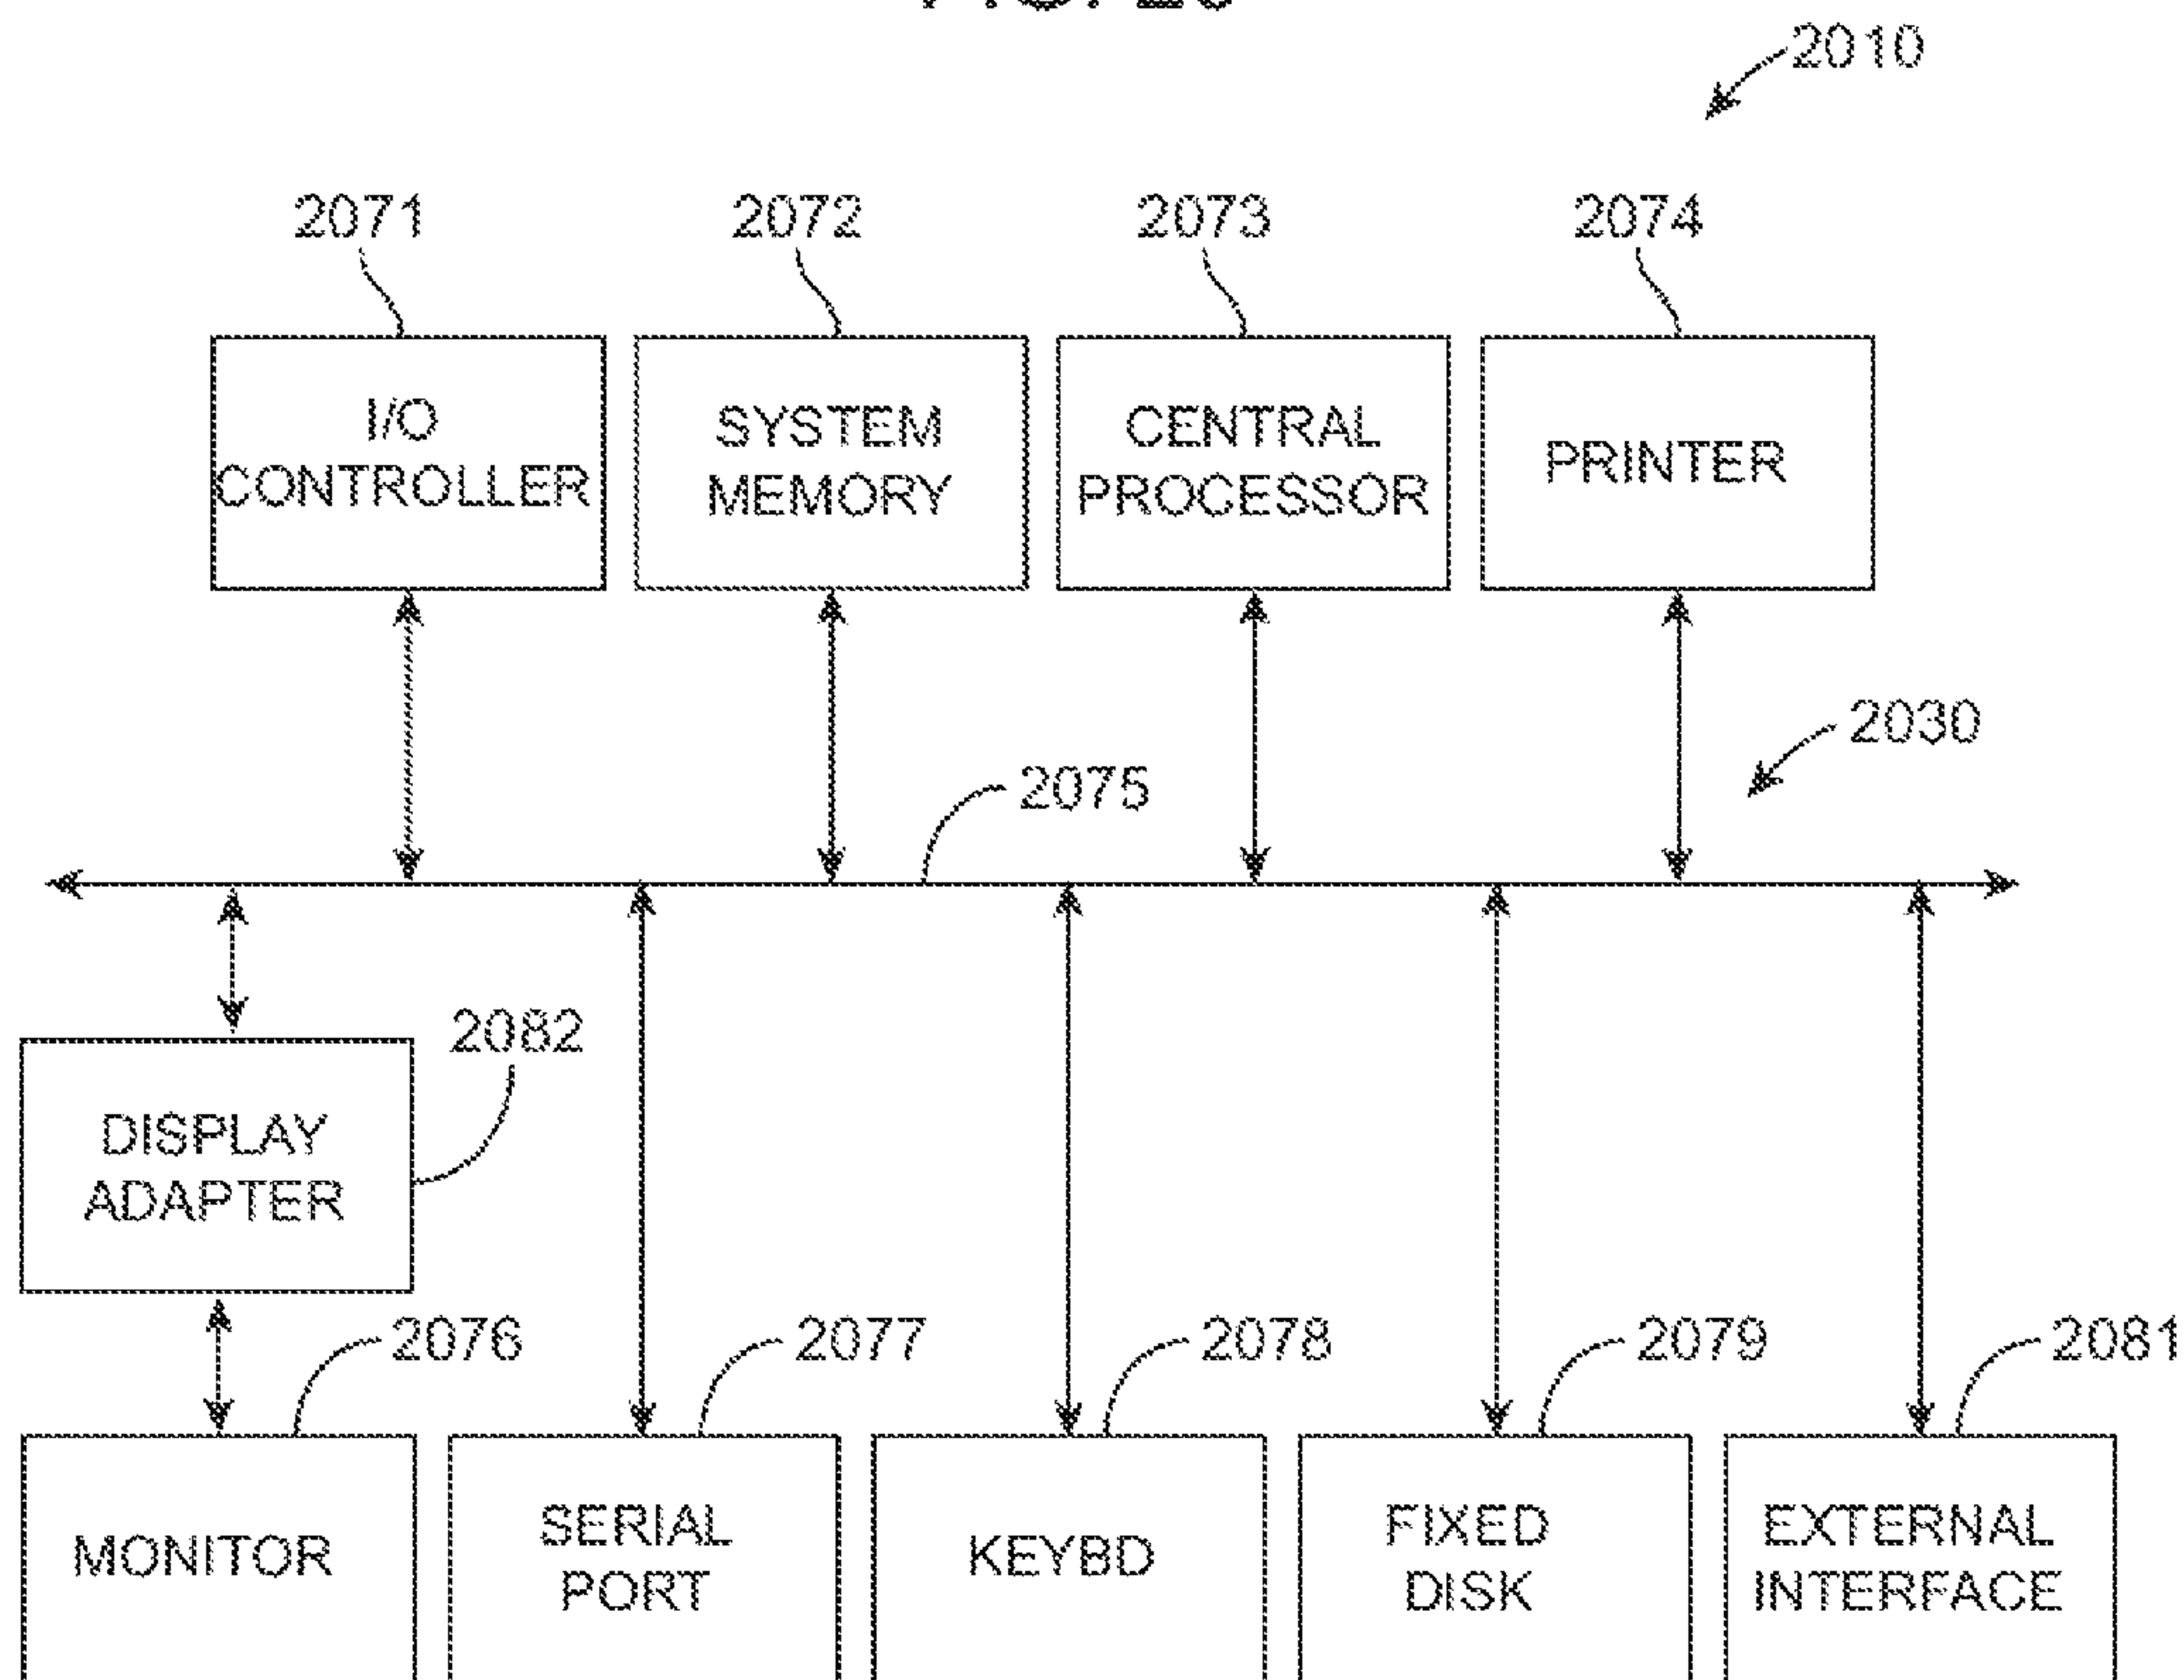 2010
2071
2072
2073
2074
I/O
CONTROLLER
SYSTEM
MEMORY
CENTRAL
PROCESSOR
PRINTER
2030
2075
2082
DISPLAY
ADAPTER
2076
2077
2078
2079
2081
MONITOR
SERIAL
PORT
KEYBD
FIXED
DISK
EXTERNAL
INTERFACE